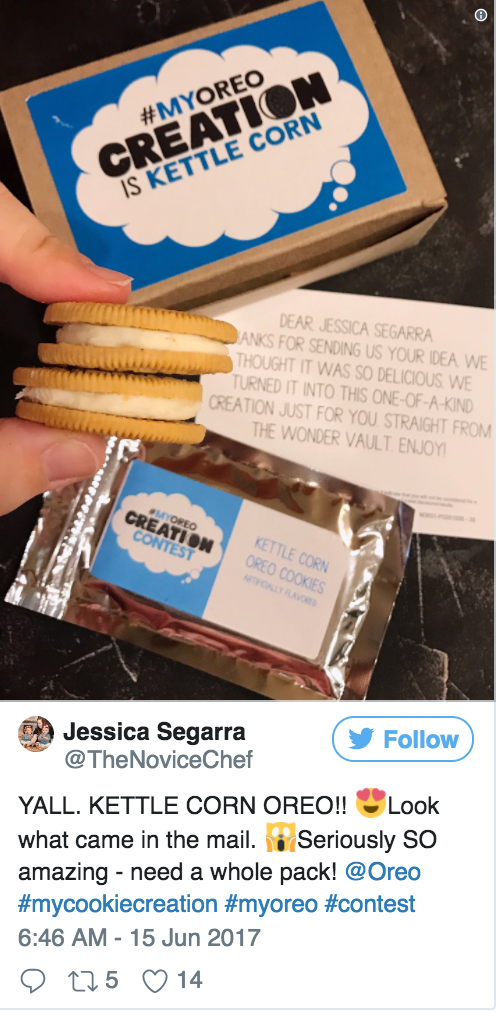 #MYOREO
CREATION
IS KETTLE CORN
DEAR JESSICA SEGARRA
ANKS FOR SENDING US YOUR IDEA. WE
THOUGHT IT WAS SO DELICIOUS, WE
TURNED IT INTO THIS ONE-OF-A-KIND
CREATION JUST FOR YOU STRAIGHT FROM
THE WONDER VAULT. ENJOY!
#MYOREO
CREATION
CONTEST
KETTLE CORN
OREO COOKIES
ARTIFICIALLY FLAVORED
Jessica Segarra
@TheNoviceChef
Follow
YALL. KETTLE CORN OREO!! 😍Look
what came in the mail. 🙀Seriously SO
amazing - need a whole pack! @Oreo
#mycookiecreation #myoreo #contest
6:46 AM - 15 Jun 2017
5 14